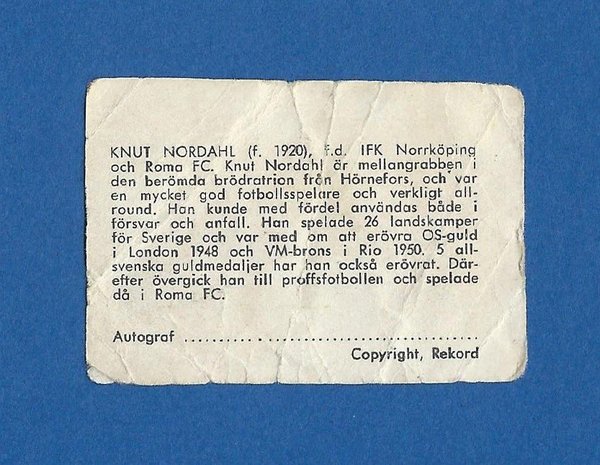 KNUT NORDAHL (f. 1920), f.d. IFK Norrköping
och Roma FC. Knut Nordahl är mellangrabben i
den berömda brödratrion från Hörnefors, och var
en mycket god fotbollsspelare och verkligt all-
round. Han kunde med fördel användas både i
försvar och anfall. Han spelade 26 landskamper
för Sverige och var med om att erövra OS-guld
i London 1948 och VM-brons i Rio 1950. 5 all-
svenska guldmedaljer har han också erövrat. Där-
efter övergick han till proffsfotbollen och spelade
då i Roma FC.
Autograf ................................
Copyright, Rekord